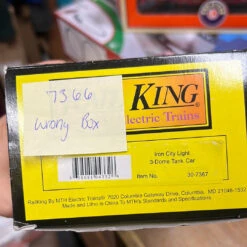 7366
Wrong Box
KING
lectric Trains
Iron City Light
3-Dome Tank Car
Item No. 30-7367
RailKing By MTH Electric Trains® 7020 Columbia Gateway Drive, Columbia, MD 21046-1532
Made and Litho in China To MTH's Standards and Specifications